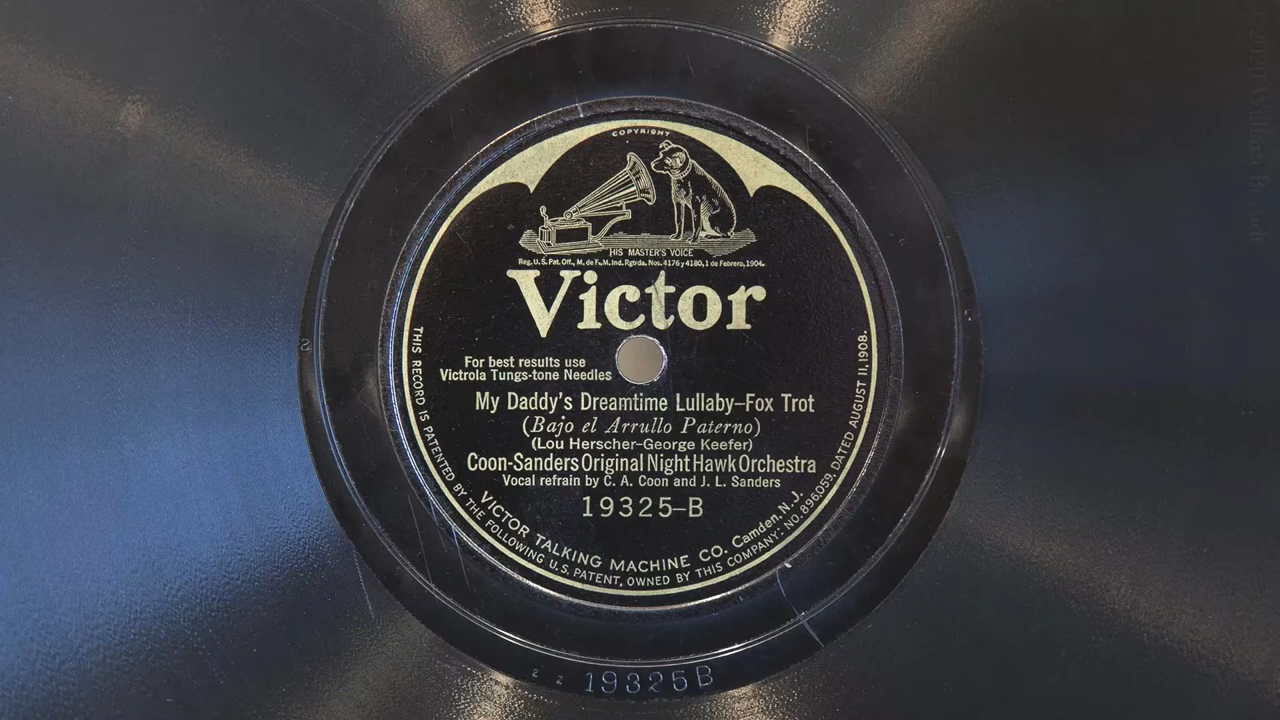 COPYRIGHT
HIS MASTER'S VOICE
Reg. U.S. Pat. Off., M. de F., M. Ind. Rgtrda. Nos. 4176 y 4180, 1 de Febrero, 1904.
Victor
For best results use
Victrola Tungs-tone Needles
My Daddy's Dreamtime Lullaby–Fox Trot
(Bajo el Arrullo Paterno)
(Lou Herscher-George Keefer)
Coon-Sanders Original Night Hawk Orchestra
Vocal refrain by C. A. Coon and J. L. Sanders
19325–B
VICTOR TALKING MACHINE CO. Camden, N. J.
THIS RECORD IS PATENTED BY THE FOLLOWING U.S. PATENT, OWNED BY THIS COMPANY: NO. 896059, DATED AUGUST 11, 1908.
2
2 2 19325B